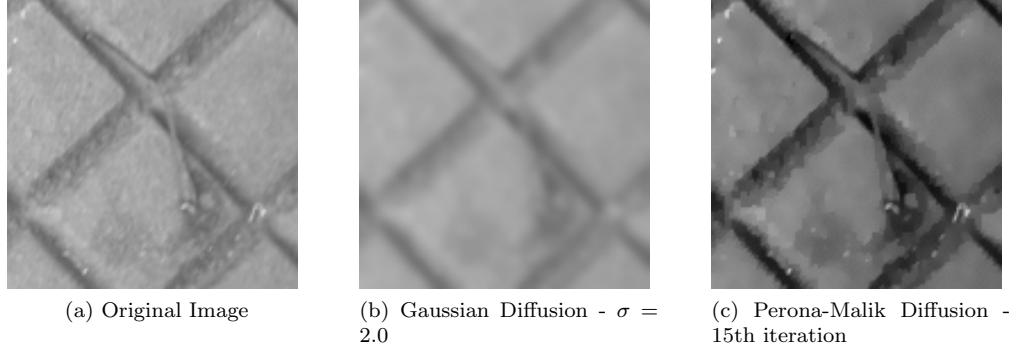 (a) Original Image
(b) Gaussian Diffusion - σ =
2.0
(c) Perona-Malik Diffusion -
15th iteration